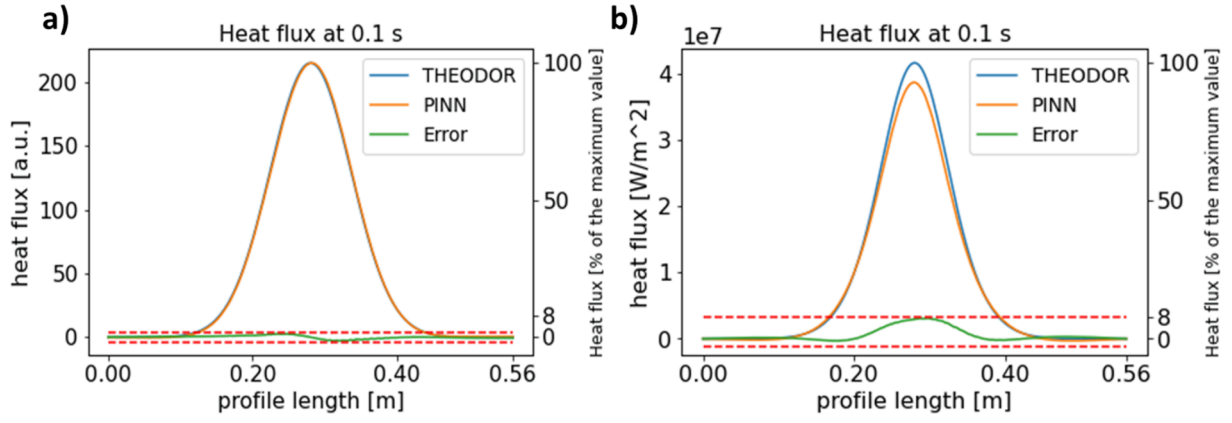 a)
Heat flux at 0.1 s
heat flux [a.u.]
200
150
100
50
0
THEODOR
PINN
Error
100
50
8
0
Heat flux [% of the maximum value]
0.00
0.20
0.40
0.56
profile length [m]
b)
1e7
Heat flux at 0.1 s
heat flux [W/m^2]
4
3
2
1
0
THEODOR
PINN
Error
100
50
8
0
Heat flux [% of the maximum value]
0.00
0.20
0.40
0.56
profile length [m]